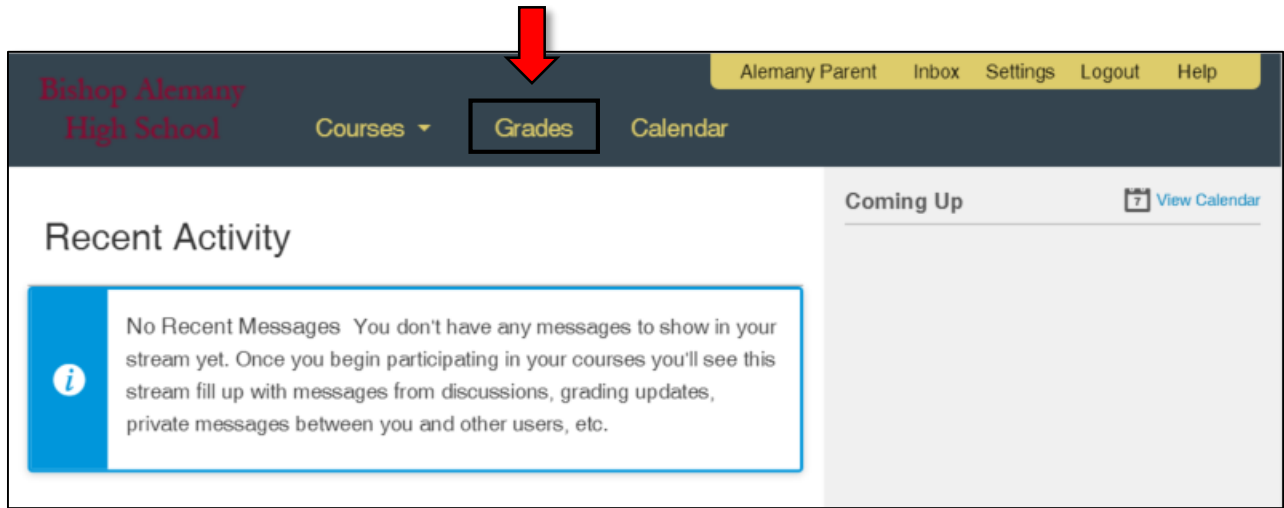 Alemany Parent Inbox Settings Logout Help
Bishop Alemany
High School
Courses Grades Calendar
Coming Up
7 View Calendar
Recent Activity
No Recent Messages You don't have any messages to show in your
stream yet. Once you begin participating in your courses you'll see this
stream fill up with messages from discussions, grading updates,
private messages between you and other users, etc.
i